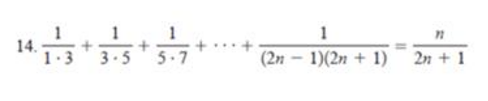 14. 1/(1·3) + 1/(3·5) + 1/(5·7) + ··· + 1/((2n − 1)(2n + 1)) = n/(2n + 1)